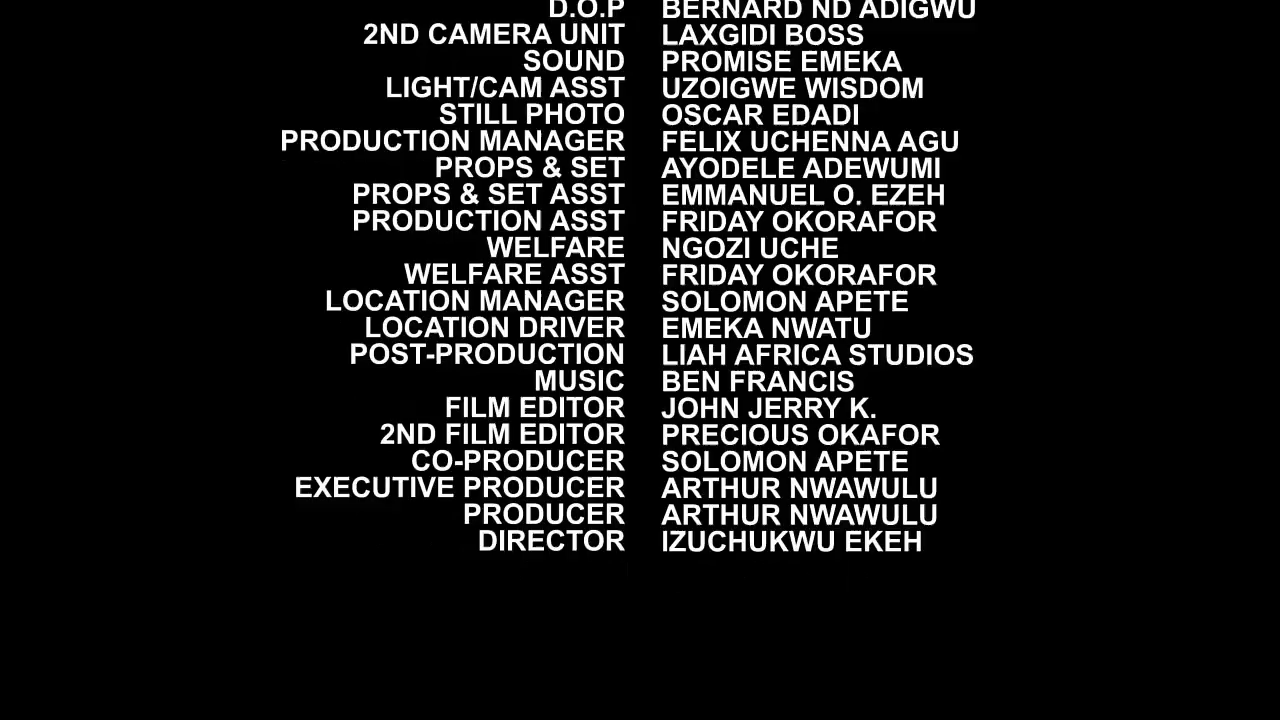 D.O.P BERNARD ND ADIGWU
2ND CAMERA UNIT LAXGIDI BOSS
SOUND PROMISE EMEKA
LIGHT/CAM ASST UZOIGWE WISDOM
STILL PHOTO OSCAR EDADI
PRODUCTION MANAGER FELIX UCHENNA AGU
PROPS & SET AYODELE ADEWUMI
PROPS & SET ASST EMMANUEL O. EZEH
PRODUCTION ASST FRIDAY OKORAFOR
WELFARE NGOZI UCHE
WELFARE ASST FRIDAY OKORAFOR
LOCATION MANAGER SOLOMON APETE
LOCATION DRIVER EMEKA NWATU
POST-PRODUCTION LIAH AFRICA STUDIOS
MUSIC BEN FRANCIS
FILM EDITOR JOHN JERRY K.
2ND FILM EDITOR PRECIOUS OKAFOR
CO-PRODUCER SOLOMON APETE
EXECUTIVE PRODUCER ARTHUR NWAWULU
PRODUCER ARTHUR NWAWULU
DIRECTOR IZUCHUKWU EKEH